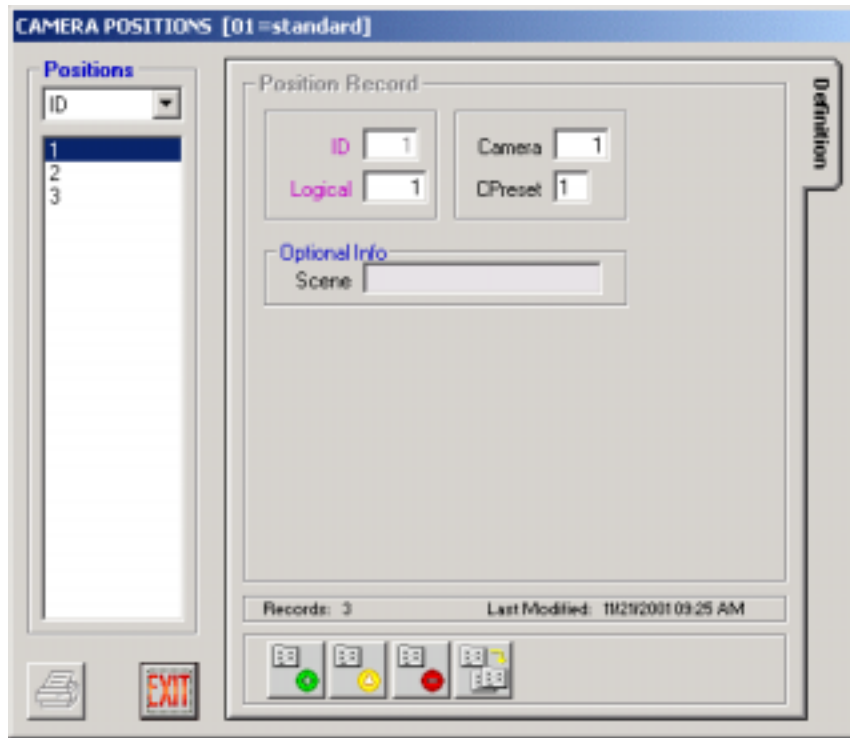 CAMERA POSITIONS [01=standard]
Positions
ID
1
2
3
Position Record
ID 1
Logical 1
Camera 1
CPreset 1
Optional Info
Scene
Definition
Records: 3 Last Modified: 11/21/2001 09:25 AM
EXIT